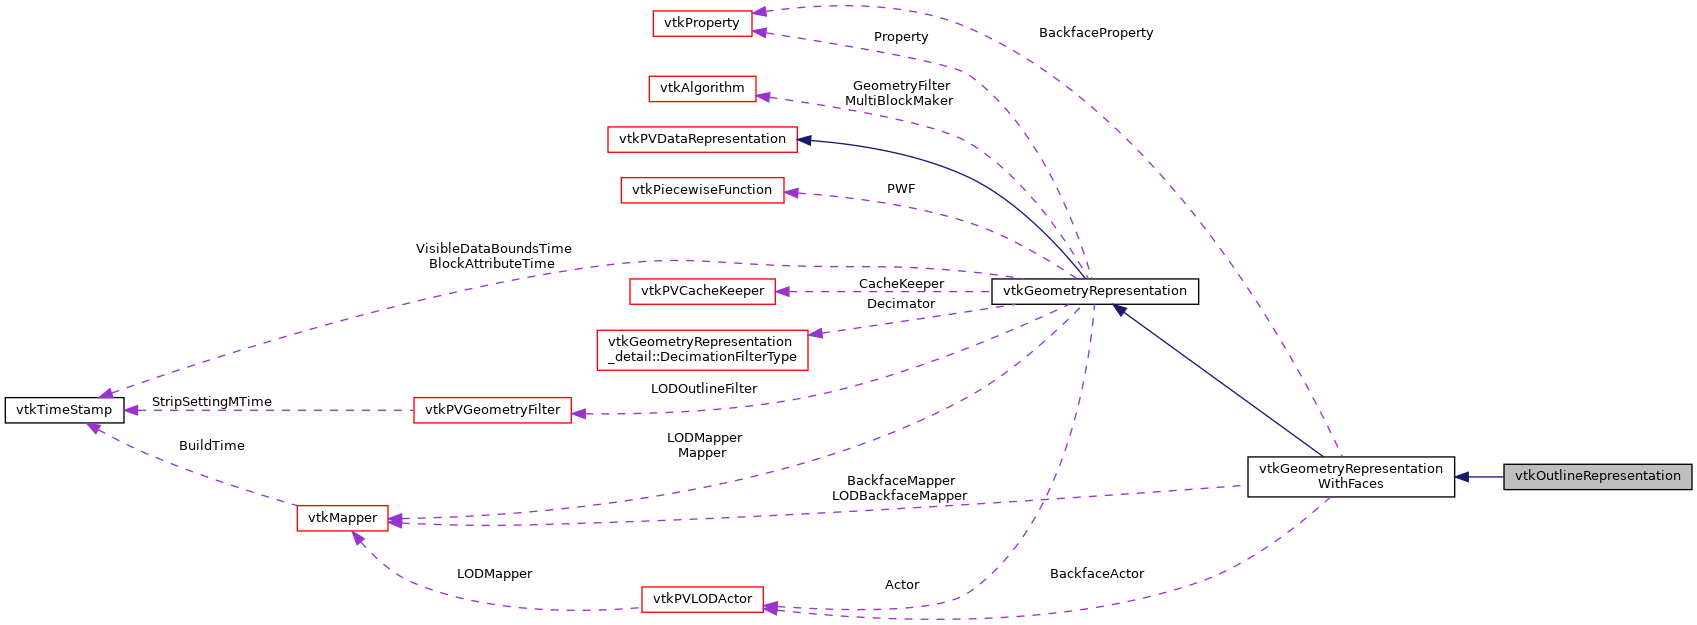 vtkProperty
BackfaceProperty
Property
vtkAlgorithm
GeometryFilter
MultiBlockMaker
vtkPVDataRepresentation
vtkPiecewiseFunction
PWF
VisibleDataBoundsTime
BlockAttributeTime
vtkPVCacheKeeper
CacheKeeper
vtkGeometryRepresentation
Decimator
vtkGeometryRepresentation
_detail::DecimationFilterType
LODOutlineFilter
vtkTimeStamp
StripSettingMTime
vtkPVGeometryFilter
BuildTime
LODMapper
Mapper
vtkGeometryRepresentation
WithFaces
vtkOutlineRepresentation
BackfaceMapper
LODBackfaceMapper
vtkMapper
LODMapper
Actor
BackfaceActor
vtkPVLODActor